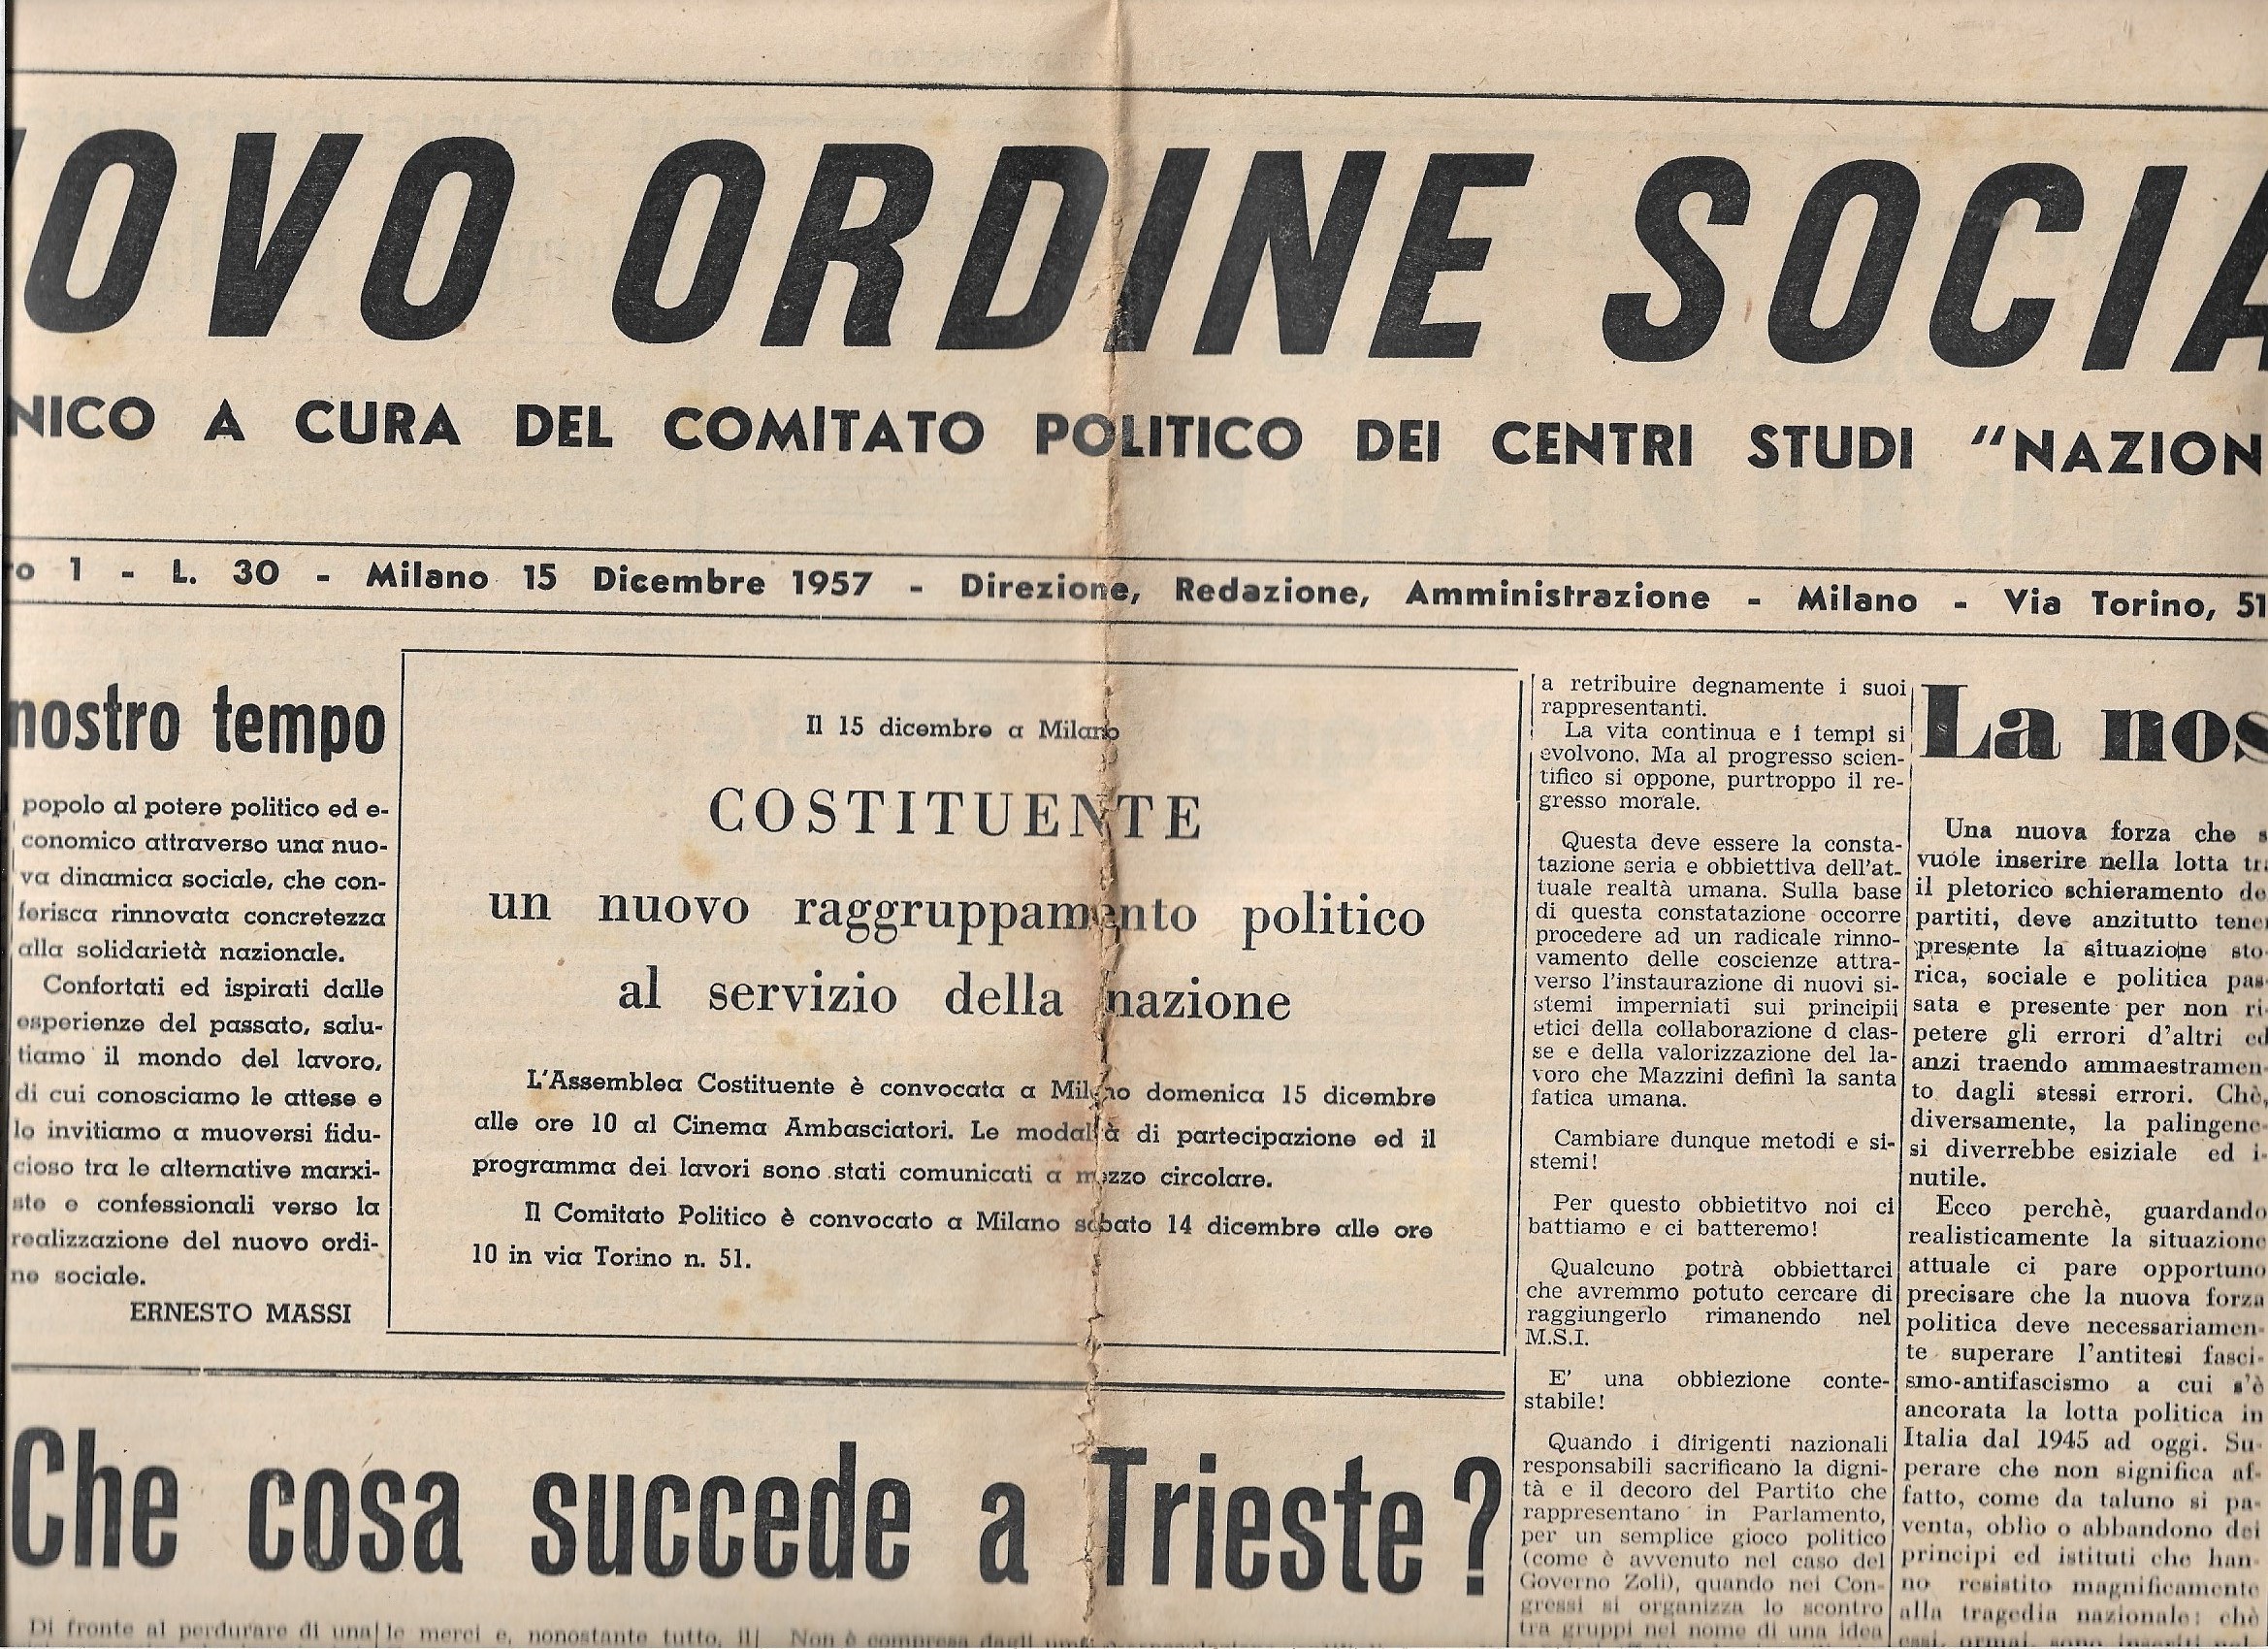 OVO ORDINE SOCIA
NICO A CURA DEL COMITATO POLITICO DEI CENTRI STUDI "NAZION
o 1 - L. 30 - Milano 15 Dicembre 1957 - Direzione, Redazione, Amministrazione - Milano - Via Torino, 51
nostro tempo
popolo al potere politico ed e-
conomico attraverso una nuo-
va dinamica sociale, che con-
ferisca rinnovata concretezza
alla solidarietà nazionale.
Confortati ed ispirati dalle
esperienze del passato, salu-
tiamo il mondo del lavoro,
di cui conosciamo le attese e
lo invitiamo a muoversi fidu-
cioso tra le alternative marxi-
ste e confessionali verso la
realizzazione del nuovo ordi-
ne sociale.
ERNESTO MASSI
Il 15 dicembre a Milano
COSTITUENTE
un nuovo raggruppamento politico
al servizio della nazione
L'Assemblea Costituente è convocata a Milano domenica 15 dicembre
alle ore 10 al Cinema Ambasciatori. Le modalità di partecipazione ed il
programma dei lavori sono stati comunicati a mezzo circolare.
Il Comitato Politico è convocato a Milano sabato 14 dicembre alle ore
10 in via Torino n. 51.
Che cosa succede a Trieste?
Di fronte al perdurare di una
le merci e, nonostante tutto, il
Non è compresa dagli
a retribuire degnamente i suoi
rappresentanti.
La vita continua e i tempi si
evolvono. Ma al progresso scien-
tifico si oppone, purtroppo il re-
gresso morale.
Questa deve essere la consta-
tazione seria e obbiettiva dell'at-
tuale realtà umana. Sulla base
di questa constatazione occorre
procedere ad un radicale rinno-
vamento delle coscienze attra-
verso l'instaurazione di nuovi si-
stemi imperniati sui principii
etici della collaborazione d clas-
se e della valorizzazione del la-
voro che Mazzini definì la santa
fatica umana.
Cambiare dunque metodi e si-
stemi!
Per questo obbietitvo noi ci
battiamo e ci batteremo!
Qualcuno potrà obbiettarci
che avremmo potuto cercare di
raggiungerlo rimanendo nel
M.S.I.
E' una obbiezione conte-
stabile!
Quando i dirigenti nazionali
responsabili sacrificano la digni-
tà e il decoro del Partito che
rappresentano in Parlamento,
per un semplice gioco politico
(come è avvenuto nel caso del
Governo Zoli), quando nei Con-
gressi si organizza lo scontro
tra gruppi nel nome di una idea
La nos
Una nuova forza che s
vuole inserire nella lotta tra
il pletorico schieramento de
partiti, deve anzitutto tener
presente la situazione sto-
rica, sociale e politica pas-
sata e presente per non ri-
petere gli errori d'altri ed
anzi traendo ammaestramen-
to dagli stessi errori. Chè,
diversamente, la palingene-
si diverrebbe esiziale ed i-
nutile.
Ecco perchè, guardando
realisticamente la situazione
attuale ci pare opportuno
precisare che la nuova forza
politica deve necessariamen-
te superare l'antitesi fasci-
smo-antifascismo a cui s'è
ancorata la lotta politica in
Italia dal 1945 ad oggi. Su-
perare che non significa af-
fatto, come da taluno si pa-
venta, oblio o abbandono dei
principi ed istituti che han-
no resistito magnificamente
alla tragedia nazionale: chè